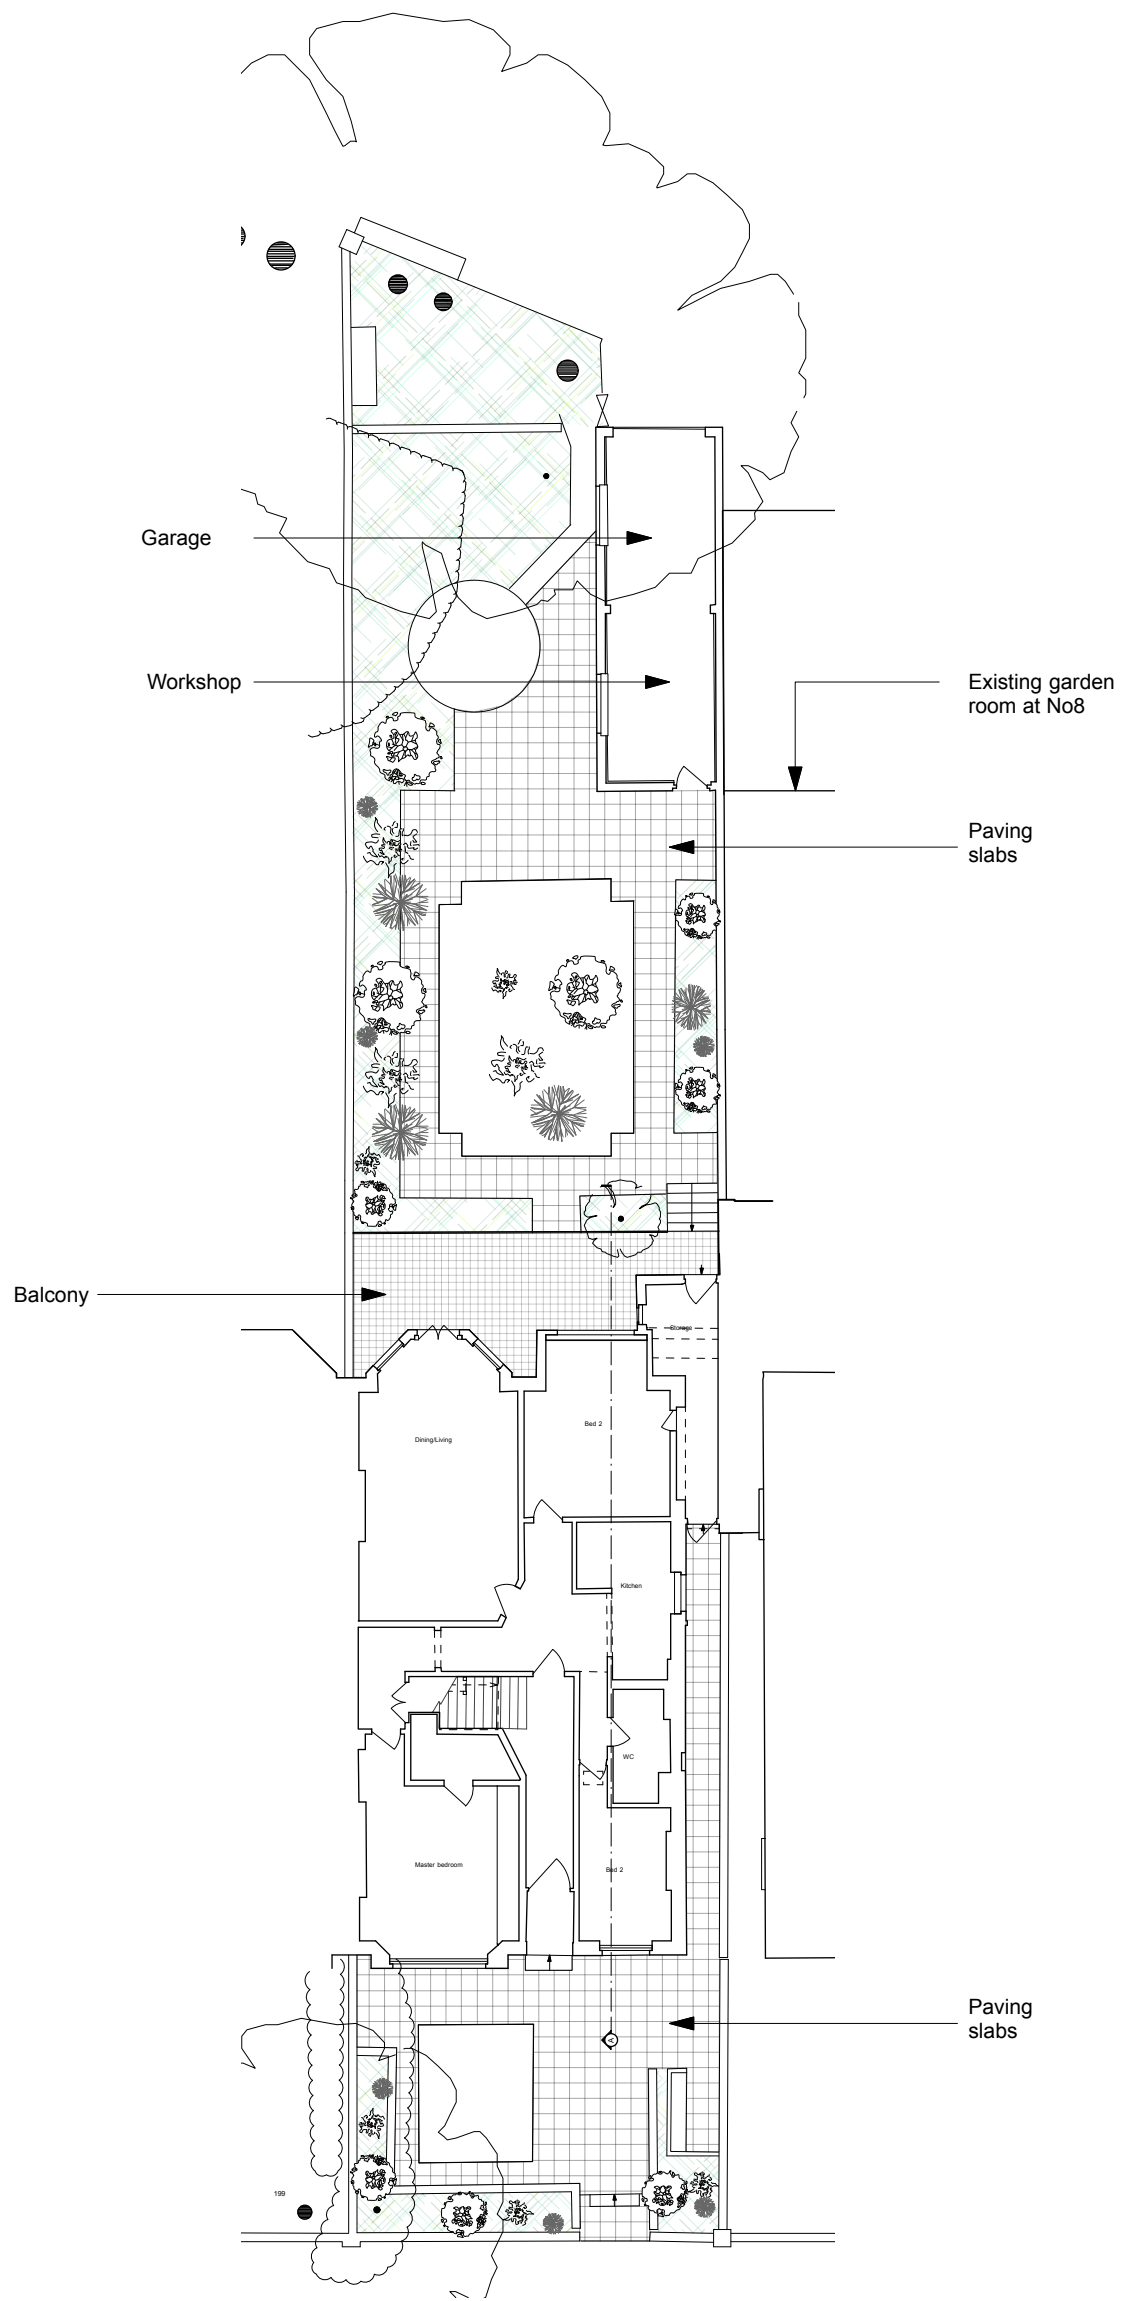 Garage
Workshop
Existing garden
room at No8
Paving
slabs
Balcony
Storage
Bed 2
Dining/Living
Kitchen
WC
Master bedroom
Bed 2
Paving
slabs
A
199